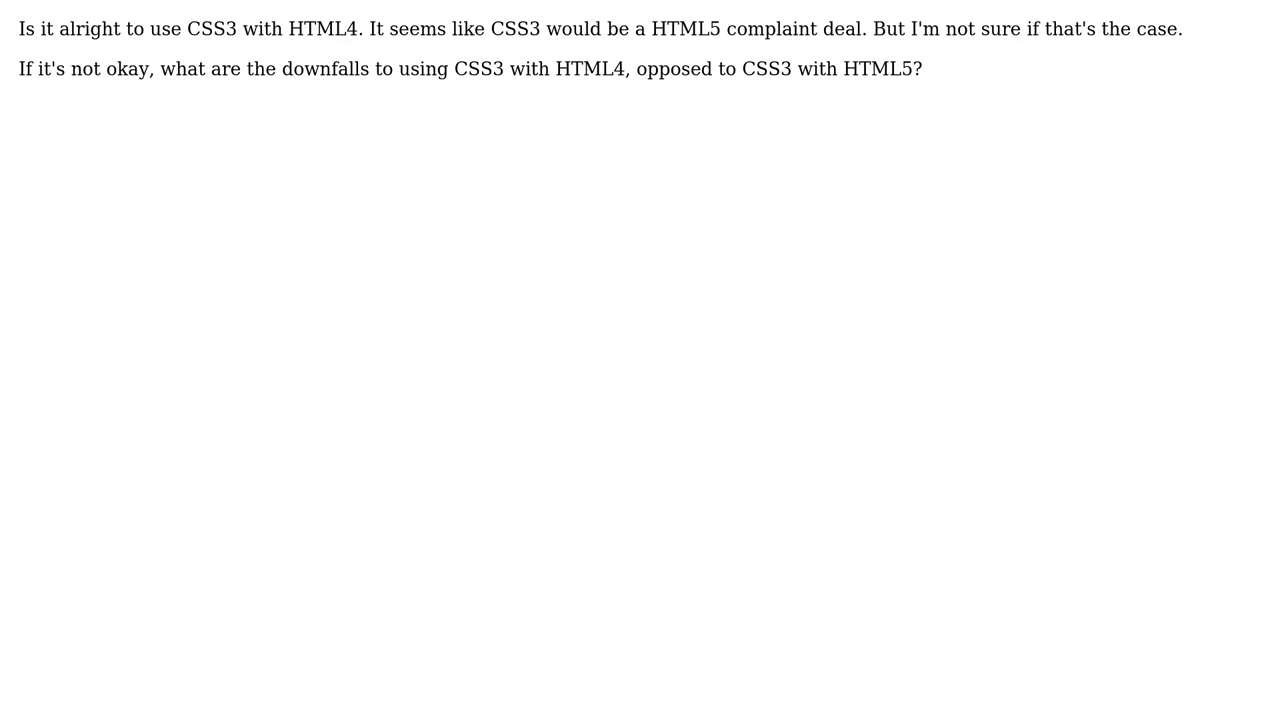 Is it alright to use CSS3 with HTML4. It seems like CSS3 would be a HTML5 complaint deal. But I'm not sure if that's the case.
If it's not okay, what are the downfalls to using CSS3 with HTML4, opposed to CSS3 with HTML5?